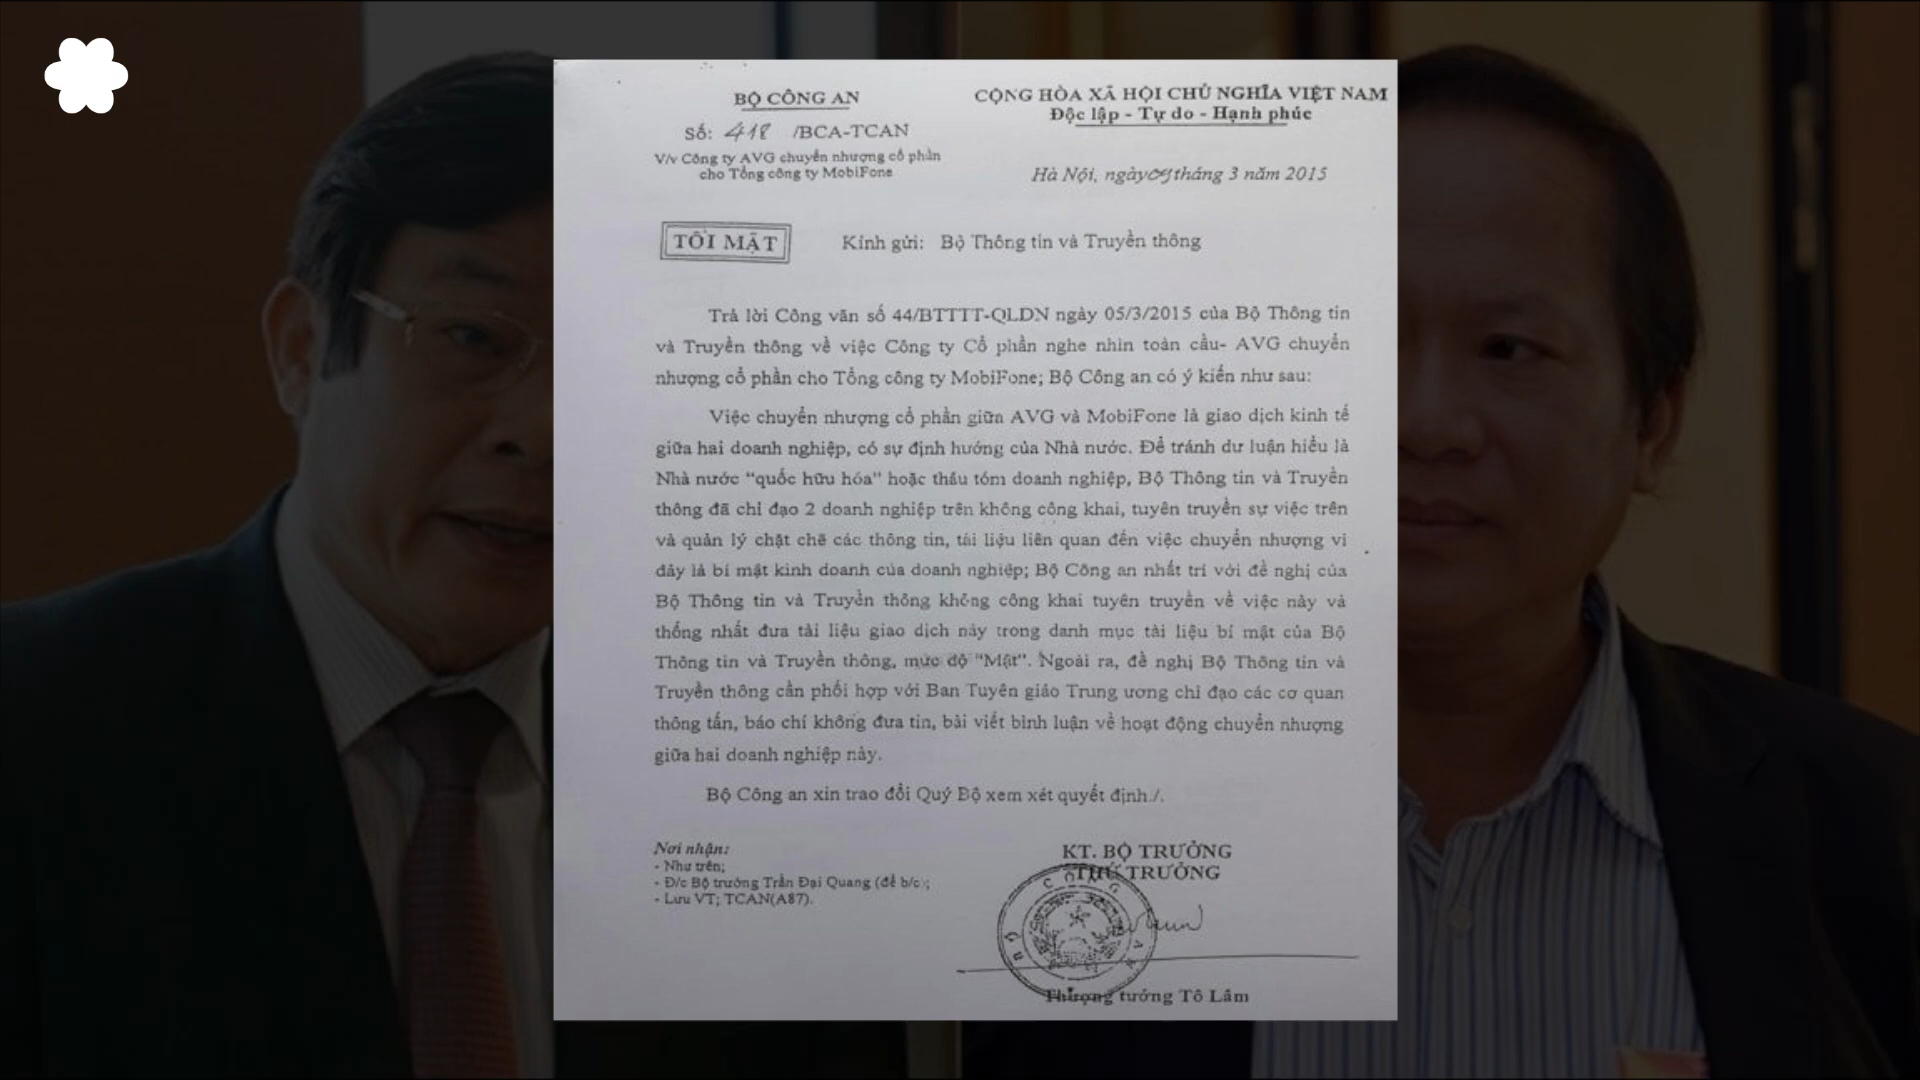 BỘ CÔNG AN
Số: 418 /BCA-TCAN
V/v Công ty AVG chuyển nhượng cổ phần
cho Tổng công ty MobiFone
CỘNG HÒA XÃ HỘI CHỦ NGHĨA VIỆT NAM
Độc lập - Tự do - Hạnh phúc
Hà Nội, ngày tháng 3 năm 2015
TỐI MẬT
Kính gửi: Bộ Thông tin và Truyền thông
Trả lời Công văn số 44/BTTTT-QLDN ngày 05/3/2015 của Bộ Thông tin
và Truyền thông về việc Công ty Cổ phần nghe nhìn toàn cầu- AVG chuyển
nhượng cổ phần cho Tổng công ty MobiFone; Bộ Công an có ý kiến như sau:
Việc chuyển nhượng cổ phần giữa AVG và MobiFone là giao dịch kinh tế
giữa hai doanh nghiệp, có sự định hướng của Nhà nước. Để tránh dư luận hiểu là
Nhà nước "quốc hữu hóa" hoặc thâu tóm doanh nghiệp, Bộ Thông tin và Truyền
thông đã chỉ đạo 2 doanh nghiệp trên không công khai, tuyên truyền sự việc trên
và quản lý chặt chẽ các thông tin, tài liệu liên quan đến việc chuyển nhượng vì
đây là bí mật kinh doanh của doanh nghiệp; Bộ Công an nhất trí với đề nghị của
Bộ Thông tin và Truyền thông không công khai tuyên truyền về việc này và
thống nhất đưa tài liệu giao dịch này trong danh mục tài liệu bí mật của Bộ
Thông tin và Truyền thông, mức độ "Mật". Ngoài ra, đề nghị Bộ Thông tin và
Truyền thông cần phối hợp với Ban Tuyên giáo Trung ương chỉ đạo các cơ quan
thông tấn, báo chí không đưa tin, bài viết bình luận về hoạt động chuyển nhượng
giữa hai doanh nghiệp này.
Bộ Công an xin trao đổi Quý Bộ xem xét quyết định./.
Nơi nhận:
- Như trên;
- Đ/c Bộ trưởng Trần Đại Quang (để b/c);
- Lưu VT; TCAN(A87).
KT. BỘ TRƯỞNG
THỨ TRƯỞNG
BỘ CÔNG AN
Thượng tướng Tô Lâm